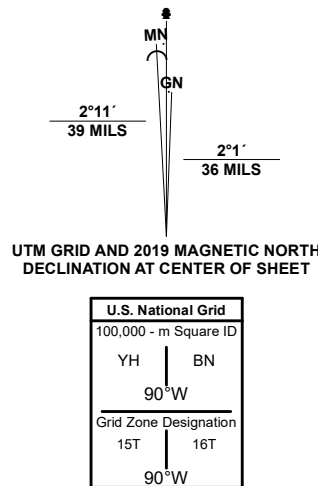 MN
GN
2°11´
39 MILS
2°1´
36 MILS
UTM GRID AND 2019 MAGNETIC NORTH
DECLINATION AT CENTER OF SHEET
U.S. National Grid
100,000 - m Square ID
YH BN
90°W
Grid Zone Designation
15T 16T
90°W